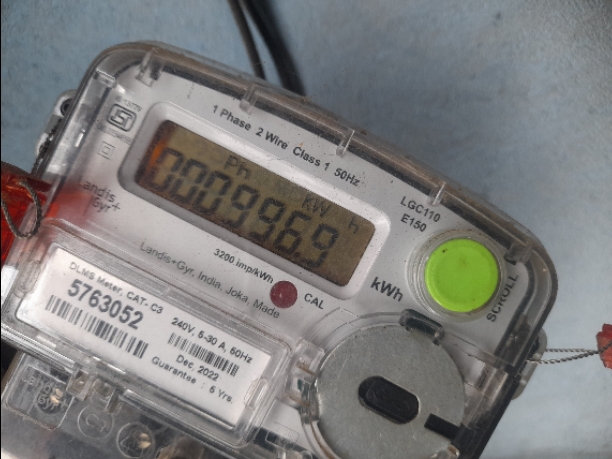 1 Phase 2 Wire Class 1 50Hz
Ph kW h
0009969
Landis+
Gyr+
LGC110
E150
3200 imp/kWh
CAL
kWh
SCROLL
Landis+Gyr, India, Joka, Made
DLMS Meter, CAT- C3
5763052
240V, 5-30 A, 50Hz
Dec, 2022
Guarantee : 5 Yrs.